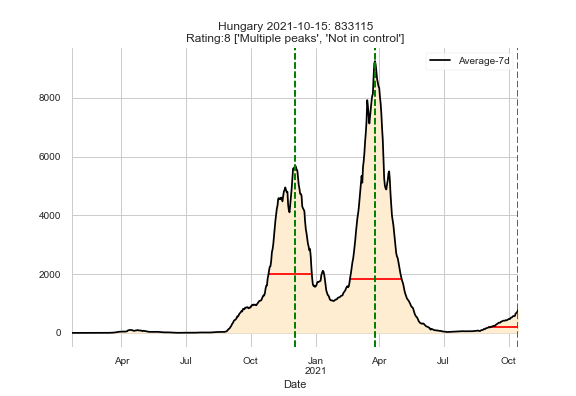 Hungary 2021-10-15: 833115
Rating:8 ['Multiple peaks', 'Not in control']
Average-7d
8000
6000
4000
2000
0
Apr Jul Oct Jan Apr Jul Oct
2021
Date